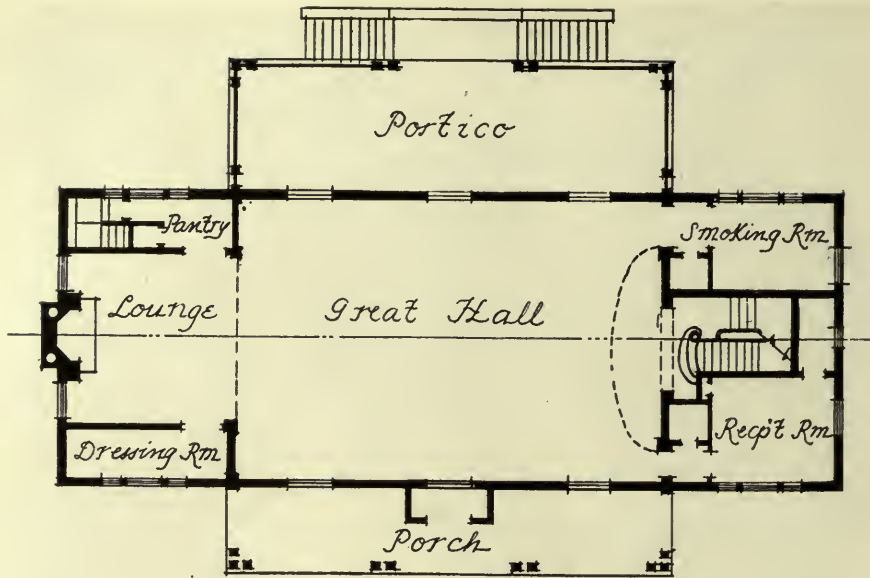 Portico
Pantry
Smoking Rm
Lounge
Great Hall
Dressing Rm
Recp't Rm
Porch